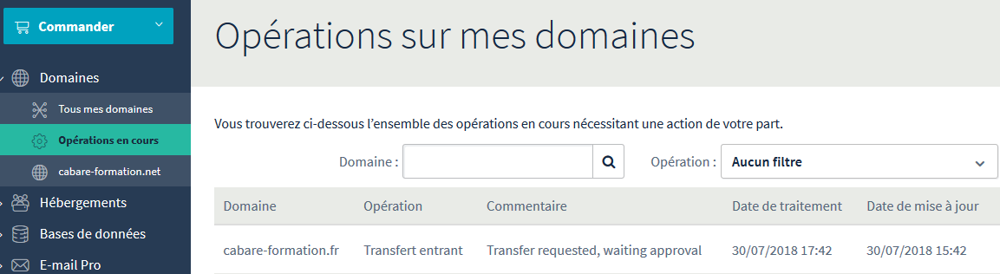 Commander
Opérations sur mes domaines
Domaines
Tous mes domaines
Opérations en cours
cabare-formation.net
Hébergements
Bases de données
E-mail Pro
Vous trouverez ci-dessous l'ensemble des opérations en cours nécessitant une action de votre part.
Domaine : Opération : Aucun filtre
Domaine Opération Commentaire Date de traitement Date de mise à jour
cabare-formation.fr Transfert entrant Transfer requested, waiting approval 30/07/2018 17:42 30/07/2018 15:42